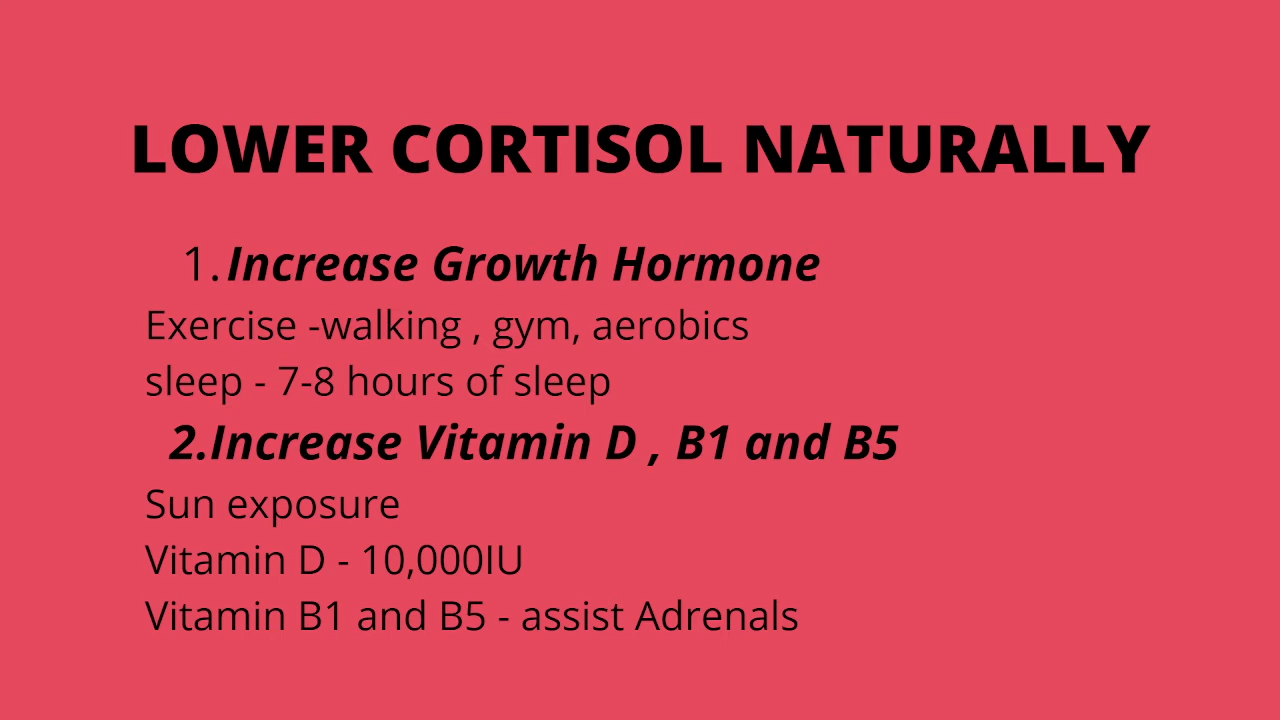 LOWER CORTISOL NATURALLY
1. Increase Growth Hormone
Exercise -walking , gym, aerobics
sleep - 7-8 hours of sleep
2.Increase Vitamin D , B1 and B5
Sun exposure
Vitamin D - 10,000IU
Vitamin B1 and B5 - assist Adrenals